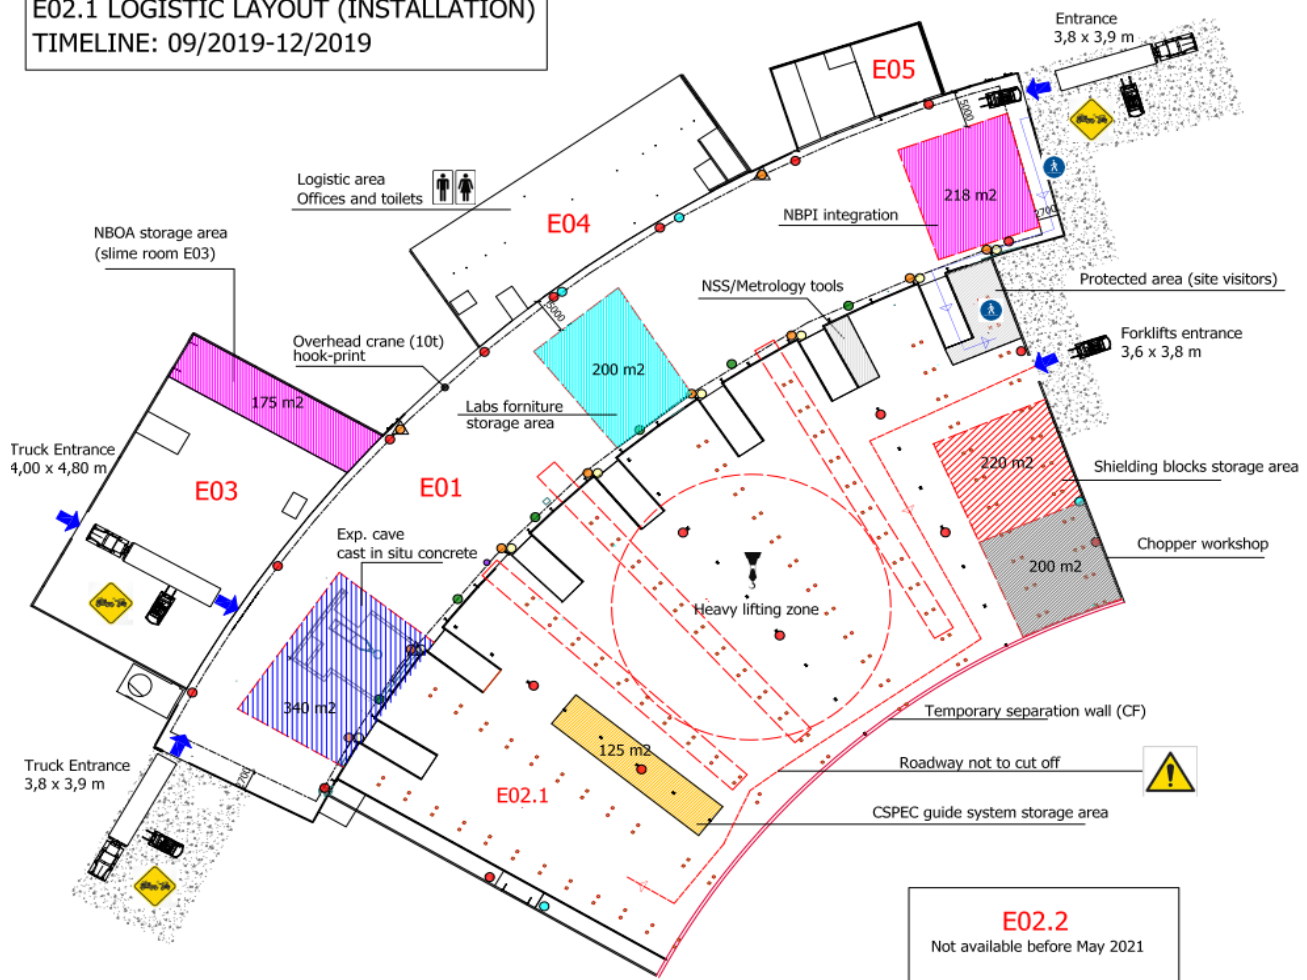 E02.1 LOGISTIC LAYOUT (INSTALLATION)
TIMELINE: 09/2019-12/2019
Entrance
3,8 x 3,9 m
E05
5000
Logistic area
Offices and toilets
E04
218 m2
2700
NBPI integration
NBOA storage area
(slime room E03)
NSS/Metrology tools
Protected area (site visitors)
Forklifts entrance
3,6 x 3,8 m
5000
Overhead crane (10t)
hook-print
200 m2
175 m2
Labs forniture
storage area
Truck Entrance
4,00 x 4,80 m
E03
E01
220 m2
Shielding blocks storage area
Exp. cave
cast in situ concrete
Chopper workshop
200 m2
Heavy lifting zone
340 m2
Temporary separation wall (CF)
125 m2
Roadway not to cut off
Truck Entrance
3,8 x 3,9 m
2700
E02.1
CSPEC guide system storage area
E02.2
Not available before May 2021